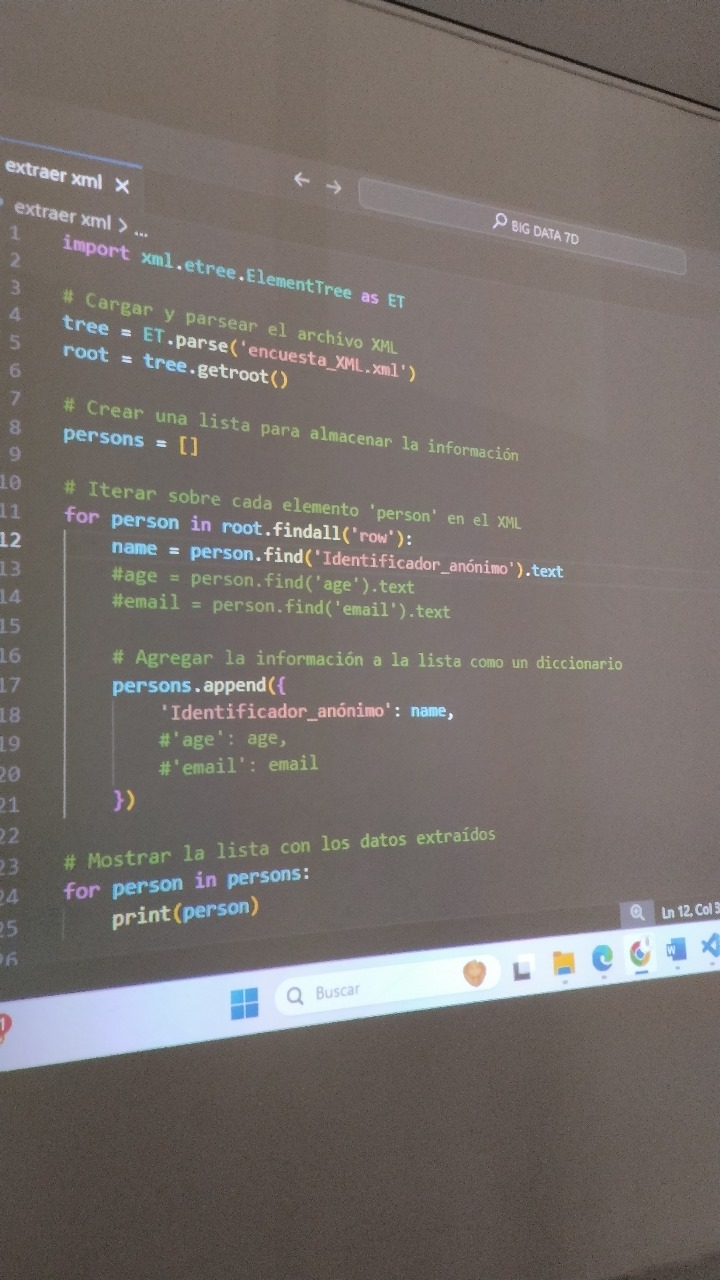 extraer xml
BIG DATA 7D
extraer xml > ...
1 import xml.etree.ElementTree as ET
2
3 # Cargar y parsear el archivo XML
4 tree = ET.parse('encuesta_XML.xml')
5 root = tree.getroot()
6
7 # Crear una lista para almacenar la información
8 persons = []
9
10 # Iterar sobre cada elemento 'person' en el XML
11 for person in root.findall('row'):
12 name = person.find('Identificador_anónimo').text
13 #age = person.find('age').text
14 #email = person.find('email').text
15
16 # Agregar la información a la lista como un diccionario
17 persons.append({
18 'Identificador_anónimo': name,
19 #'age': age,
20 #'email': email
21 })
22
23 # Mostrar la lista con los datos extraídos
24 for person in persons:
25 print(person)
26
Ln 12, Col 3
Buscar
1
W